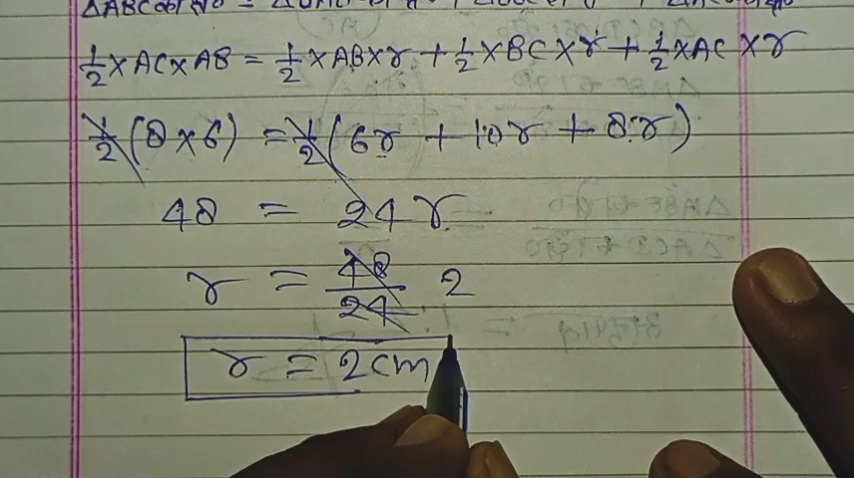 ½ × AC × AB = ½ × AB × r + ½ × BC × r + ½ × AC × r
½ (8 × 6) = ½ (6r + 10r + 8r)
48 = 24 r
r = 48/24 2
r = 2cm